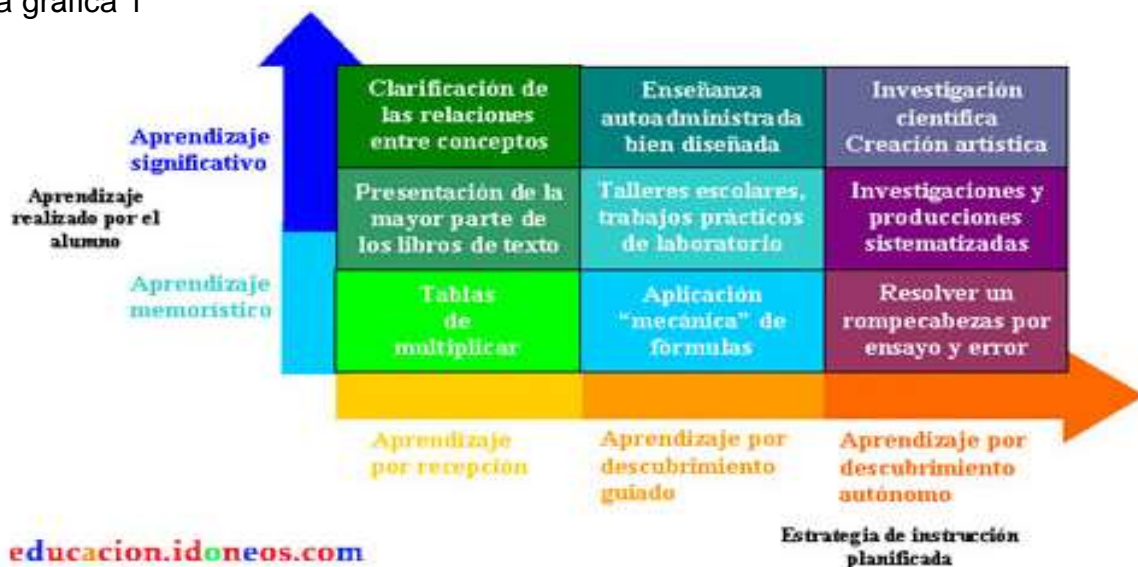 a gráfica 1
Clarificación de
las relaciones
entre conceptos
Enseñanza
autoadministrada
bien diseñada
Investigación
científica
Creación artística
Aprendizaje
significativo
Aprendizaje
realizado por el
alumno
Presentación de la
mayor parte de
los libros de texto
Talleres escolares,
trabajos prácticos
de laboratorio
Investigaciones y
producciones
sistematizadas
Aprendizaje
memorístico
Tablas
de
multiplicar
Aplicación
“mecánica” de
fórmulas
Resolver un
rompecabezas por
ensayo y error
Aprendizaje
por recepción
Aprendizaje por
descubrimiento
guiado
Aprendizaje por
descubrimiento
autónomo
Estrategia de instrucción
planificada
educacion.idoneos.com